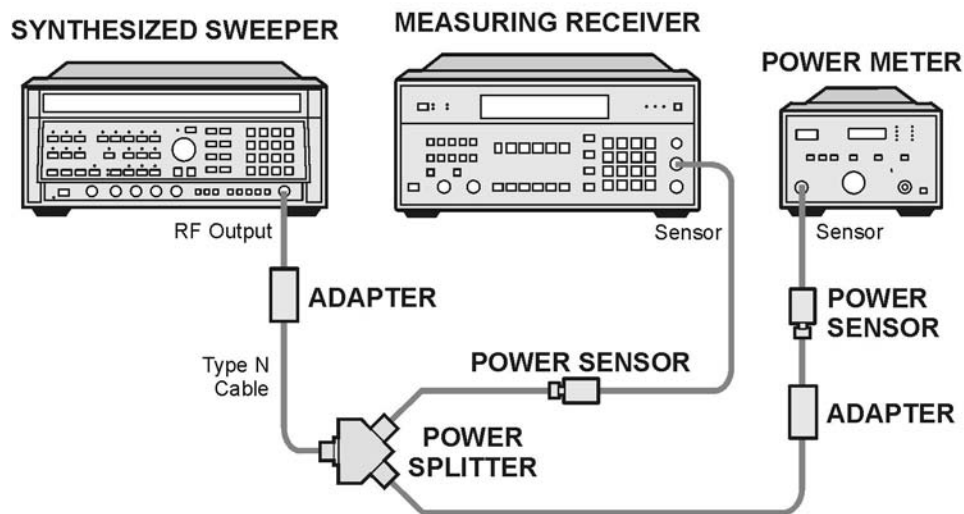 SYNTHESIZED SWEEPER
MEASURING RECEIVER
POWER METER
RF Output
Sensor
Sensor
ADAPTER
POWER
SENSOR
Type N
Cable
POWER SENSOR
ADAPTER
POWER
SPLITTER